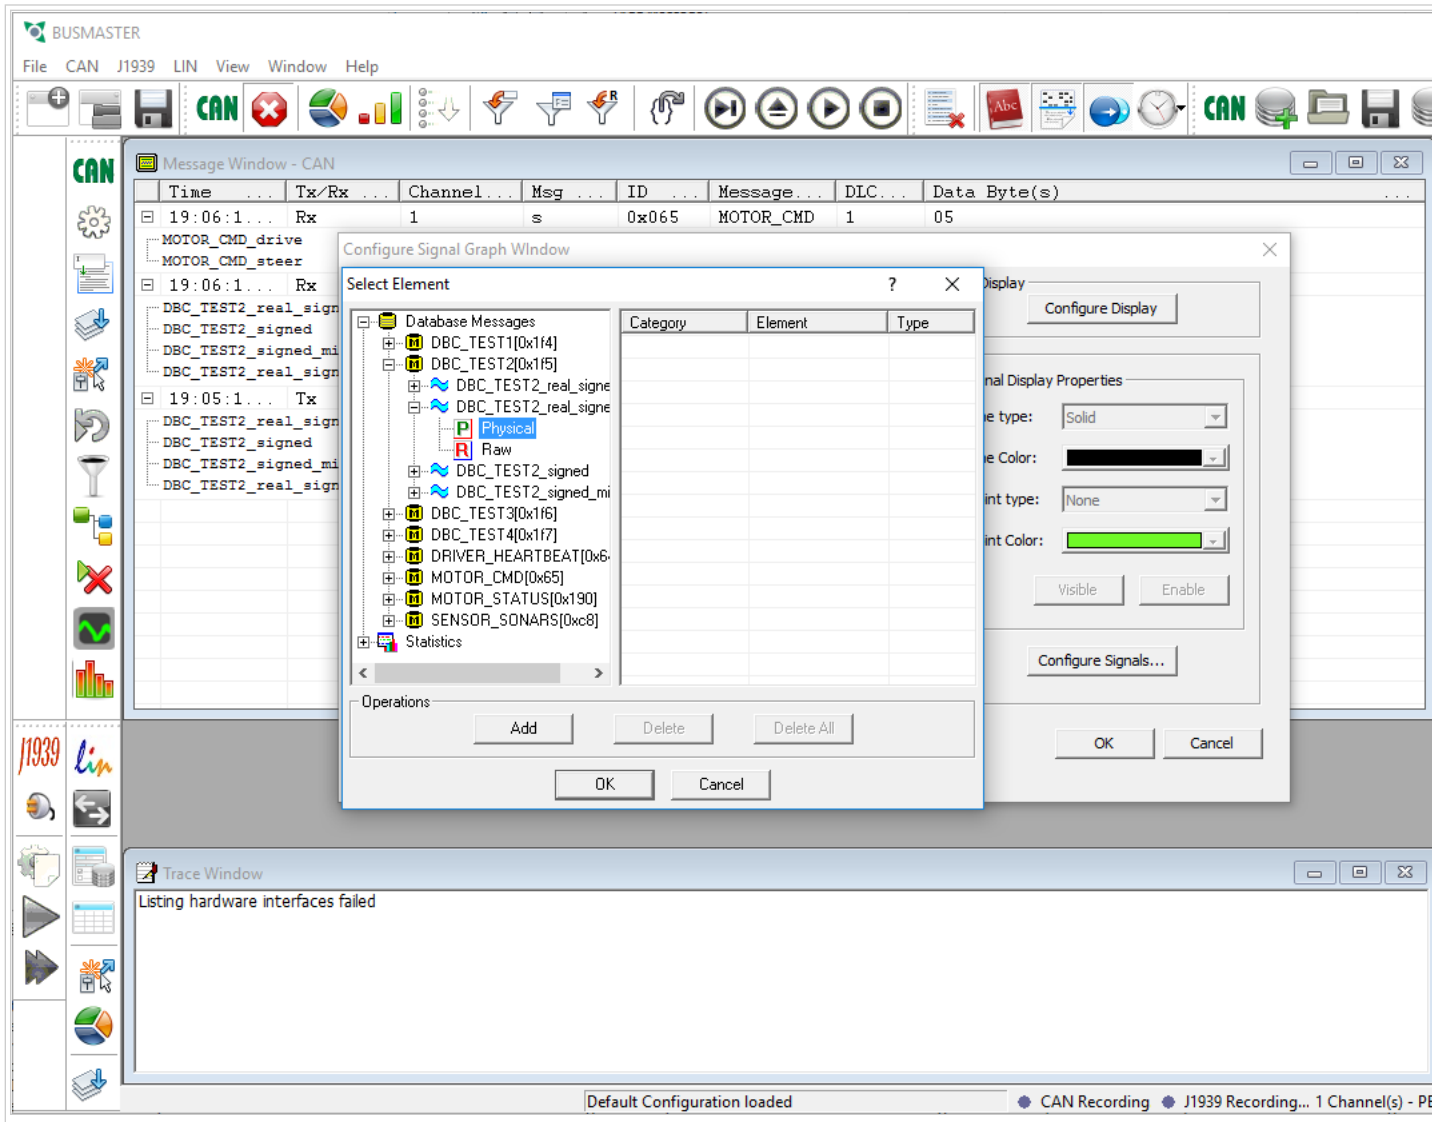 BUSMASTER
File CAN J1939 LIN View Window Help
CAN
R
Abc
CAN
CAN
Message Window - CAN
Time ... Tx/Rx ... Channel... Msg ... ID ... Message... DLC... Data Byte(s) ...
19:06:1... Rx 1 s 0x065 MOTOR_CMD 1 05
MOTOR_CMD_drive
MOTOR_CMD_steer
19:06:1... Rx
DBC_TEST2_real_sign
DBC_TEST2_signed
DBC_TEST2_signed_mi
DBC_TEST2_real_sign
19:05:1... Tx
DBC_TEST2_real_sign
DBC_TEST2_signed
DBC_TEST2_signed_mi
DBC_TEST2_real_sign
Configure Signal Graph WIndow
Display
Configure Display
nal Display Properties
e type: Solid
e Color:
int type: None
int Color:
Visible Enable
Configure Signals...
OK Cancel
Select Element ?
Database Messages
DBC_TEST1[0x1f4]
DBC_TEST2[0x1f5]
DBC_TEST2_real_signe
DBC_TEST2_real_signe
P Physical
R Raw
DBC_TEST2_signed
DBC_TEST2_signed_mi
DBC_TEST3[0x1f6]
DBC_TEST4[0x1f7]
DRIVER_HEARTBEAT[0x6
MOTOR_CMD[0x65]
MOTOR_STATUS[0x190]
SENSOR_SONARS[0xc8]
Statistics
Category Element Type
Operations
Add Delete Delete All
OK Cancel
J1939 lin
Trace Window
Listing hardware interfaces failed
Default Configuration loaded CAN Recording J1939 Recording... 1 Channel(s) - PE